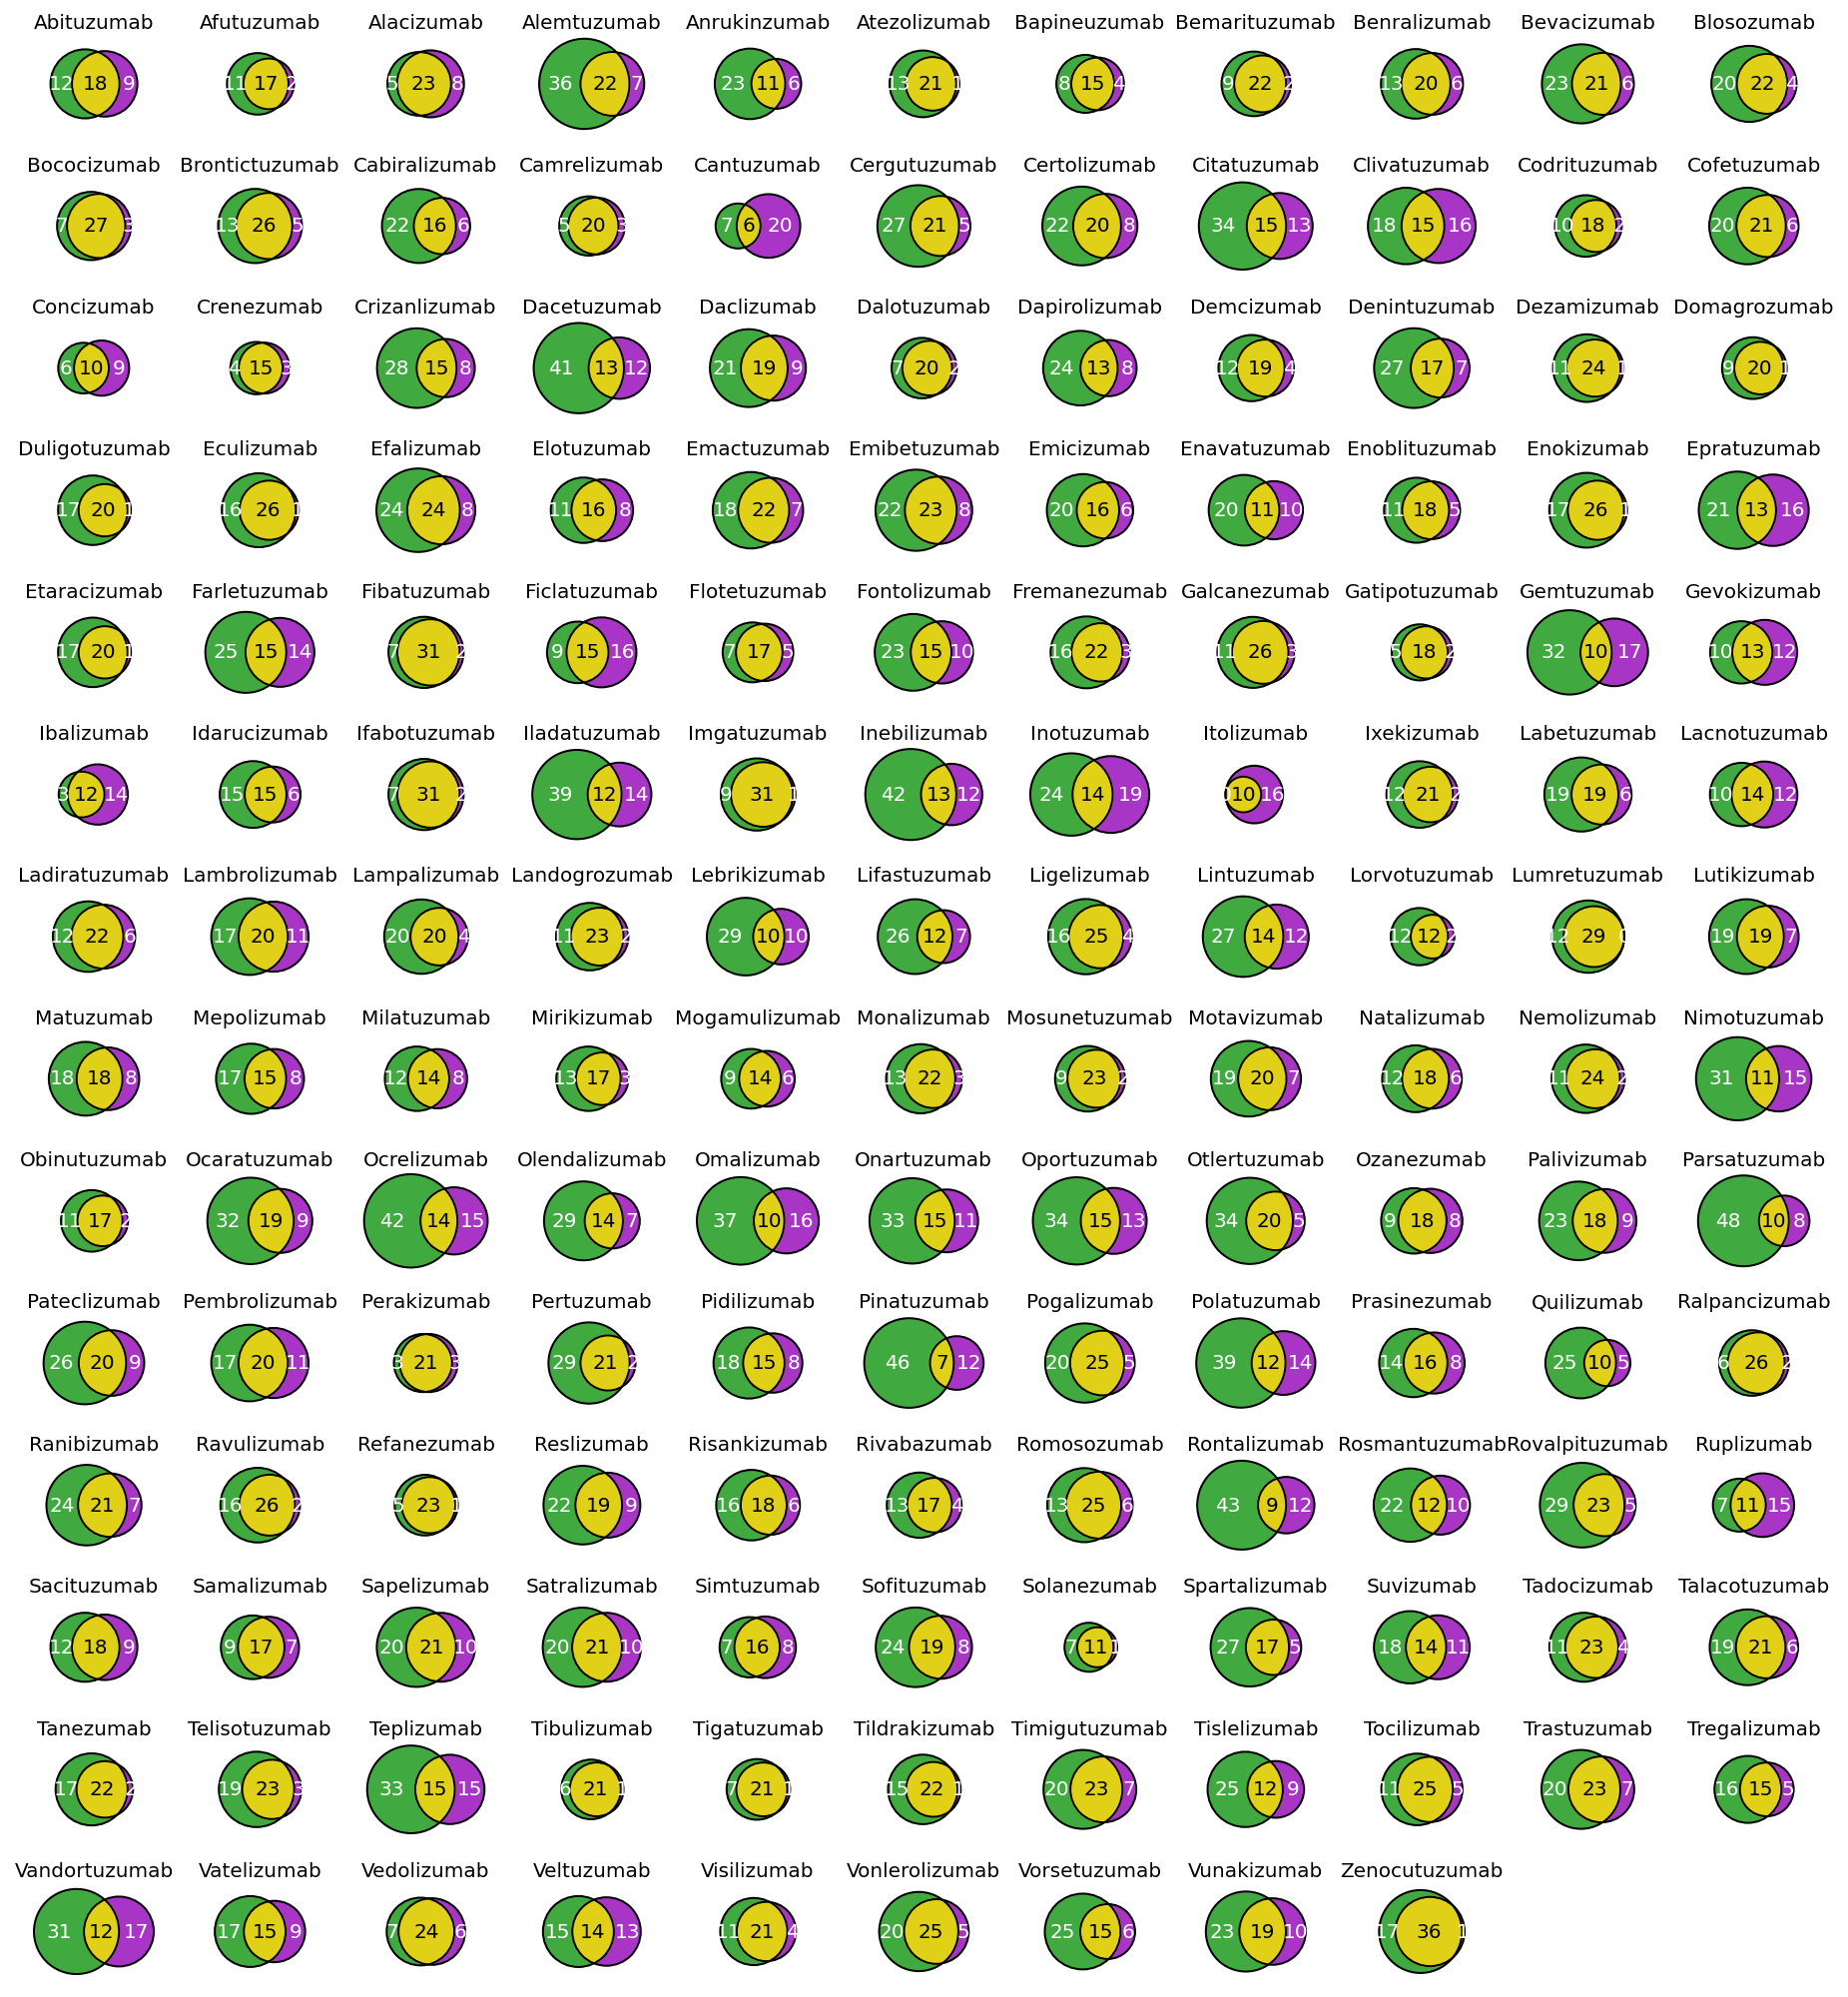 Abituzumab Afutuzumab Alacizumab Alemtuzumab Anrukinzumab Atezolizumab Bapineuzumab Bemarituzumab Benralizumab Bevacizumab Blosozumab
12 18 9 11 17 2 5 23 8 36 22 7 23 11 6 13 21 1 8 15 4 9 22 2 13 20 6 23 21 6 20 22 4
Bococizumab Brontictuzumab Cabiralizumab Camrelizumab Cantuzumab Cergutuzumab Certolizumab Citatuzumab Clivatuzumab Codrituzumab Cofetuzumab
7 27 3 13 26 5 22 16 6 5 20 3 7 6 20 27 21 5 22 20 8 34 15 13 18 15 16 10 18 2 20 21 6
Concizumab Crenezumab Crizanlizumab Dacetuzumab Daclizumab Dalotuzumab Dapirolizumab Demcizumab Denintuzumab Dezamizumab Domagrozumab
6 10 9 4 15 3 28 15 8 41 13 12 21 19 9 7 20 2 24 13 8 12 19 4 27 17 7 11 24 1 9 20 1
Duligotuzumab Eculizumab Efalizumab Elotuzumab Emactuzumab Emibetuzumab Emicizumab Enavatuzumab Enoblituzumab Enokizumab Epratuzumab
17 20 1 16 26 1 24 24 8 11 16 8 18 22 7 22 23 8 20 16 6 20 11 10 11 18 5 17 26 1 21 13 16
Etaracizumab Farletuzumab Fibatuzumab Ficlatuzumab Flotetuzumab Fontolizumab Fremanezumab Galcanezumab Gatipotuzumab Gemtuzumab Gevokizumab
17 20 1 25 15 14 7 31 2 9 15 16 7 17 5 23 15 10 16 22 3 11 26 3 5 18 2 32 10 17 10 13 12
Ibalizumab Idarucizumab Ifabotuzumab Iladatuzumab Imgatuzumab Inebilizumab Inotuzumab Itolizumab Ixekizumab Labetuzumab Lacnotuzumab
3 12 14 15 15 6 7 31 2 39 12 14 9 31 1 42 13 12 24 14 19 0 10 16 12 21 2 19 19 6 10 14 12
Ladiratuzumab Lambrolizumab Lampalizumab Landogrozumab Lebrikizumab Lifastuzumab Ligelizumab Lintuzumab Lorvotuzumab Lumretuzumab Lutikizumab
12 22 6 17 20 11 20 20 4 11 23 2 29 10 10 26 12 7 16 25 4 27 14 12 12 12 2 12 29 0 19 19 7
Matuzumab Mepolizumab Milatuzumab Mirikizumab Mogamulizumab Monalizumab Mosunetuzumab Motavizumab Natalizumab Nemolizumab Nimotuzumab
18 18 8 17 15 8 12 14 8 13 17 3 9 14 6 13 22 3 9 23 2 19 20 7 12 18 6 11 24 2 31 11 15
Obinutuzumab Ocaratuzumab Ocrelizumab Olendalizumab Omalizumab Onartuzumab Oportuzumab Otlertuzumab Ozanezumab Palivizumab Parsatuzumab
11 17 2 32 19 9 42 14 15 29 14 7 37 10 16 33 15 11 34 15 13 34 20 5 9 18 8 23 18 9 48 10 8
Pateclizumab Pembrolizumab Perakizumab Pertuzumab Pidilizumab Pinatuzumab Pogalizumab Polatuzumab Prasinezumab Quilizumab Ralpancizumab
26 20 9 17 20 11 3 21 3 29 21 2 18 15 8 46 7 12 20 25 5 39 12 14 14 16 8 25 10 5 6 26 2
Ranibizumab Ravulizumab Refanezumab Reslizumab Risankizumab Rivabazumab Romosozumab Rontalizumab Rosmantuzumab Rovalpituzumab Ruplizumab
24 21 7 16 26 2 5 23 1 22 19 9 16 18 6 13 17 4 13 25 6 43 9 12 22 12 10 29 23 5 7 11 15
Sacituzumab Samalizumab Sapelizumab Satralizumab Simtuzumab Sofituzumab Solanezumab Spartalizumab Suvizumab Tadocizumab Talacotuzumab
12 18 9 9 17 7 20 21 10 20 21 10 7 16 8 24 19 8 7 11 1 27 17 5 18 14 11 11 23 4 19 21 6
Tanezumab Telisotuzumab Teplizumab Tibulizumab Tigatuzumab Tildrakizumab Timigutuzumab Tislelizumab Tocilizumab Trastuzumab Tregalizumab
17 22 2 19 23 3 33 15 15 6 21 1 7 21 1 15 22 1 20 23 7 25 12 9 11 25 5 20 23 7 16 15 5
Vandortuzumab Vatelizumab Vedolizumab Veltuzumab Visilizumab Vonlerolizumab Vorsetuzumab Vunakizumab Zenocutuzumab
31 12 17 17 15 9 7 24 6 15 14 13 11 21 4 20 25 5 25 15 6 23 19 10 17 36 1